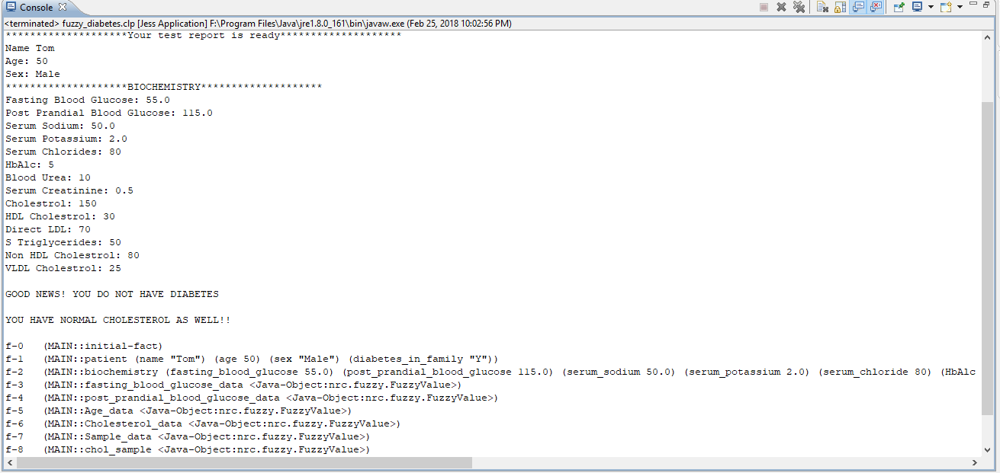 Console
<terminated> fuzzy_diabetes.clp [Jess Application] F:\Program Files\Java\jre1.8.0_161\bin\javaw.exe (Feb 25, 2018 10:02:56 PM)
********************Your test report is ready********************
Name Tom
Age: 50
Sex: Male
********************BIOCHEMISTRY********************
Fasting Blood Glucose: 55.0
Post Prandial Blood Glucose: 115.0
Serum Sodium: 50.0
Serum Potassium: 2.0
Serum Chlorides: 80
HbAlc: 5
Blood Urea: 10
Serum Creatinine: 0.5
Cholestrol: 150
HDL Cholestrol: 30
Direct LDL: 70
S Triglycerides: 50
Non HDL Cholestrol: 80
VLDL Cholestrol: 25
GOOD NEWS! YOU DO NOT HAVE DIABETES
YOU HAVE NORMAL CHOLESTEROL AS WELL!!
f-0 (MAIN::initial-fact)
f-1 (MAIN::patient (name "Tom") (age 50) (sex "Male") (diabetes_in_family "Y"))
f-2 (MAIN::biochemistry (fasting_blood_glucose 55.0) (post_prandial_blood_glucose 115.0) (serum_sodium 50.0) (serum_potassium 2.0) (serum_chloride 80) (HbAlc
f-3 (MAIN::fasting_blood_glucose_data <Java-Object:nrc.fuzzy.FuzzyValue>)
f-4 (MAIN::post_prandial_blood_glucose_data <Java-Object:nrc.fuzzy.FuzzyValue>)
f-5 (MAIN::Age_data <Java-Object:nrc.fuzzy.FuzzyValue>)
f-6 (MAIN::Cholesterol_data <Java-Object:nrc.fuzzy.FuzzyValue>)
f-7 (MAIN::Sample_data <Java-Object:nrc.fuzzy.FuzzyValue>)
f-8 (MAIN::chol_sample <Java-Object:nrc.fuzzy.FuzzyValue>)